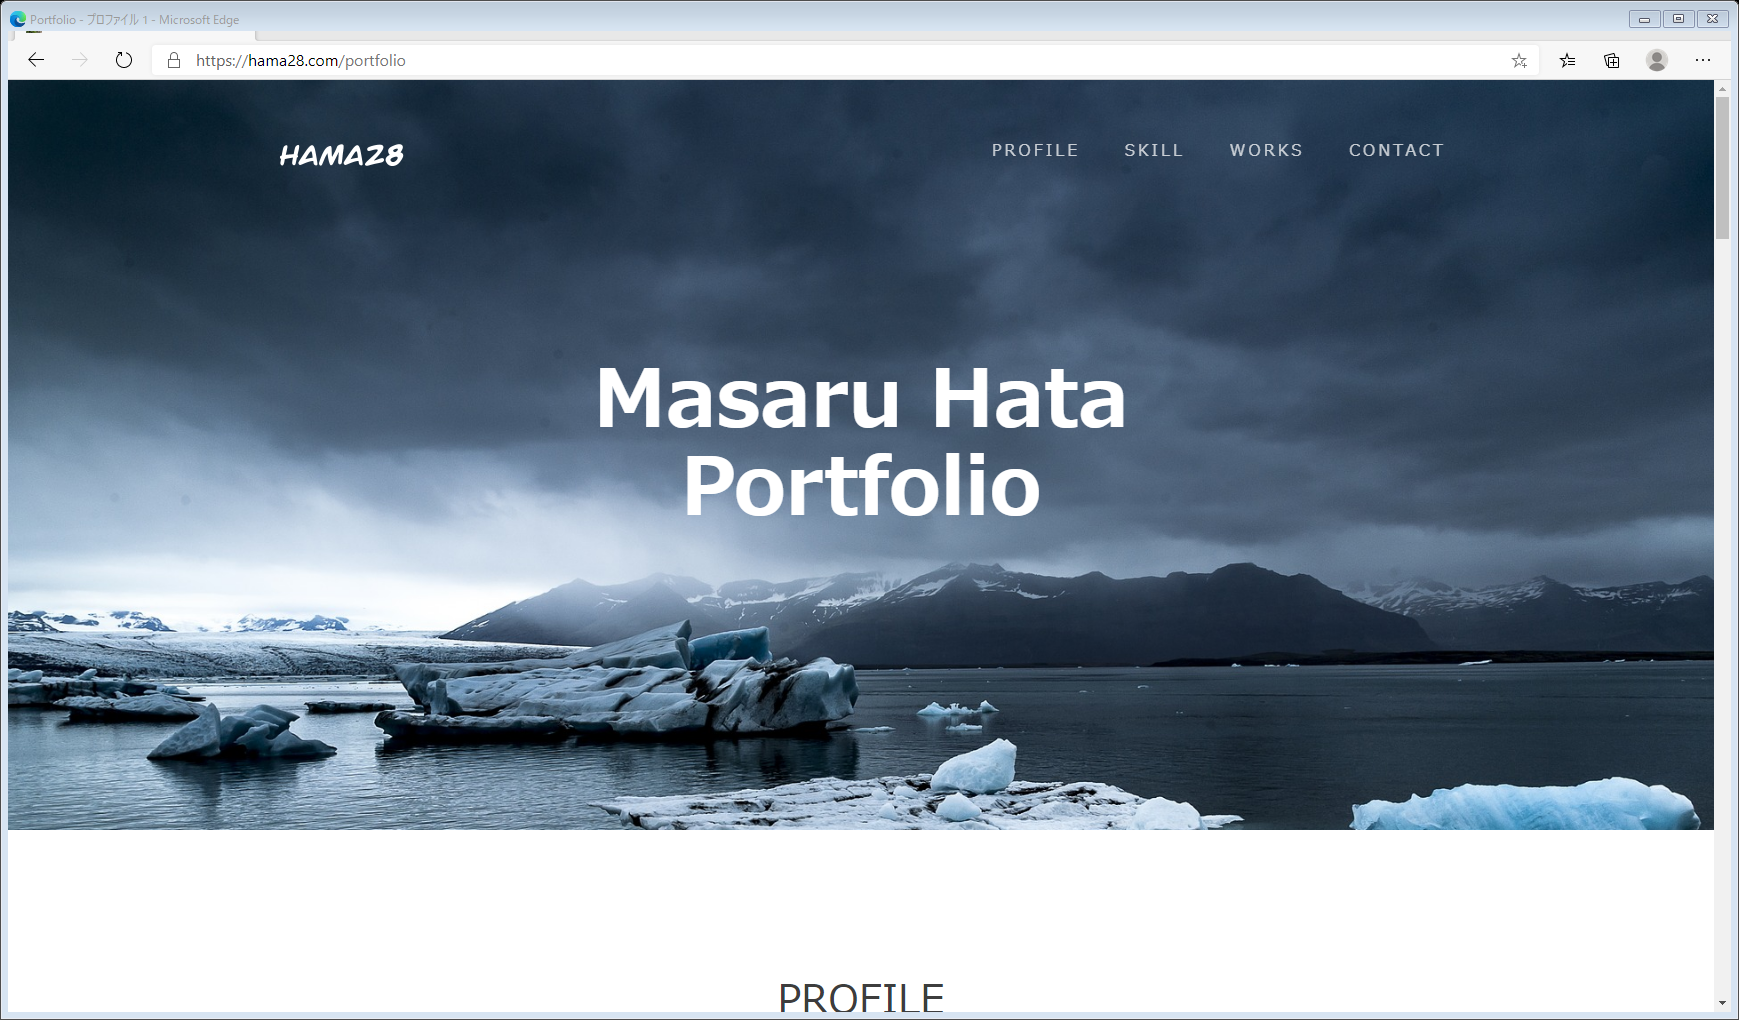 Portfolio - プロファイル 1 - Microsoft Edge
https://hama28.com/portfolio
HAMA28
PROFILE SKILL WORKS CONTACT
Masaru Hata
Portfolio
PROFILE